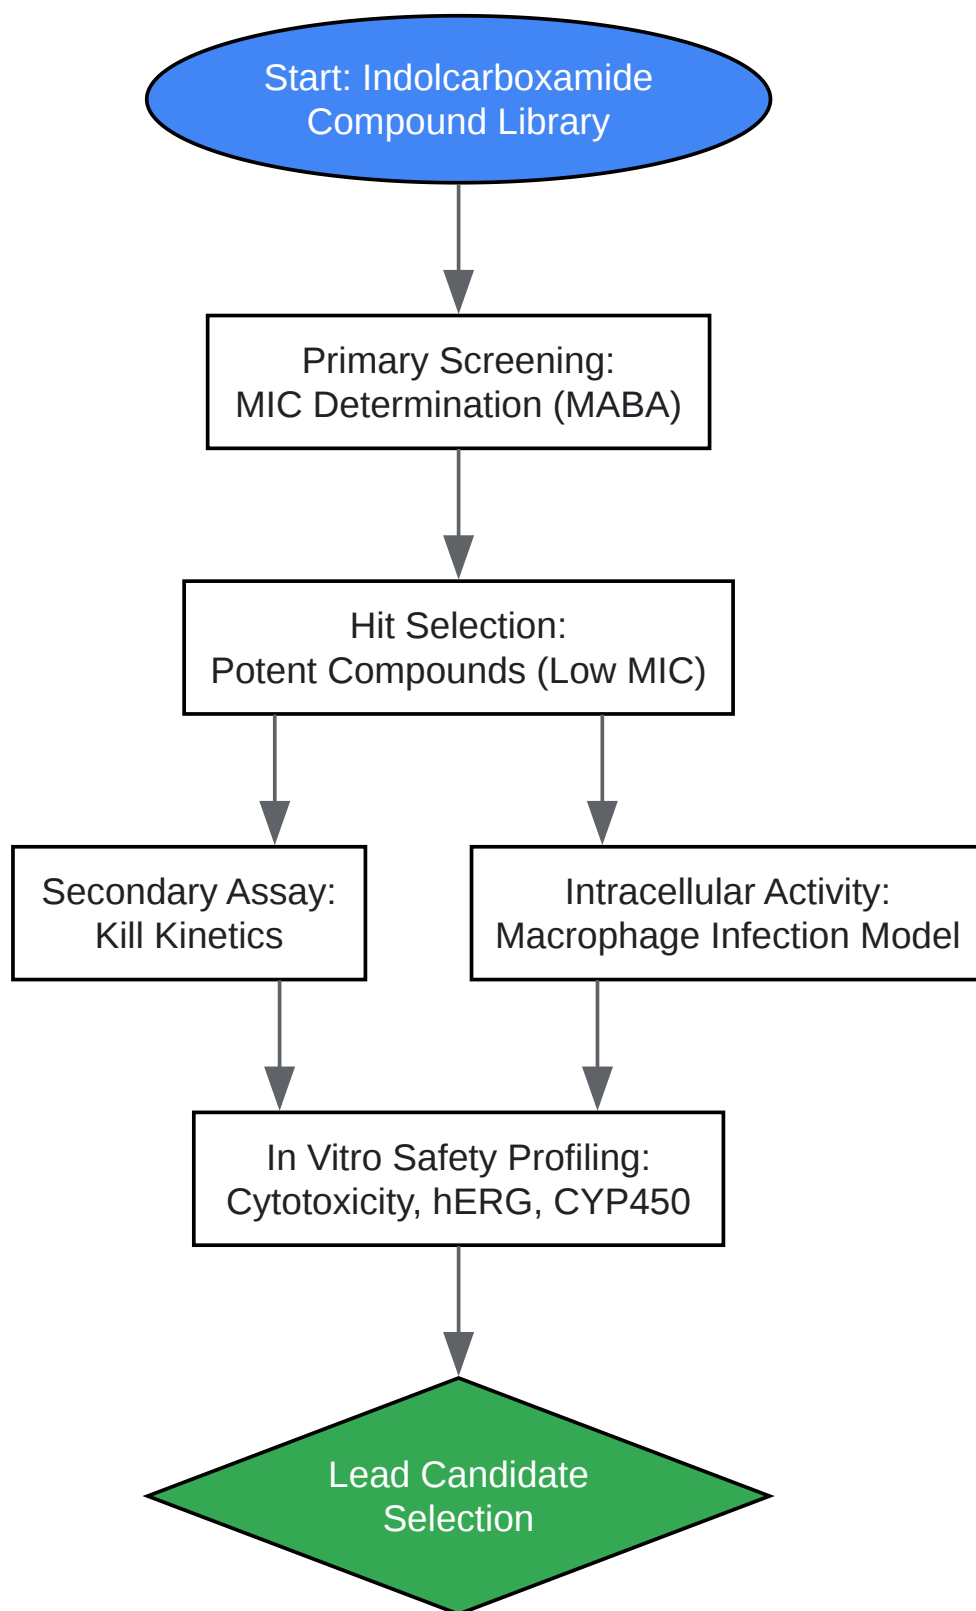 Start: Indolcarboxamide
Compound Library
Primary Screening:
MIC Determination (MABA)
Hit Selection:
Potent Compounds (Low MIC)
Secondary Assay:
Kill Kinetics
Intracellular Activity:
Macrophage Infection Model
In Vitro Safety Profiling:
Cytotoxicity, hERG, CYP450
Lead Candidate
Selection